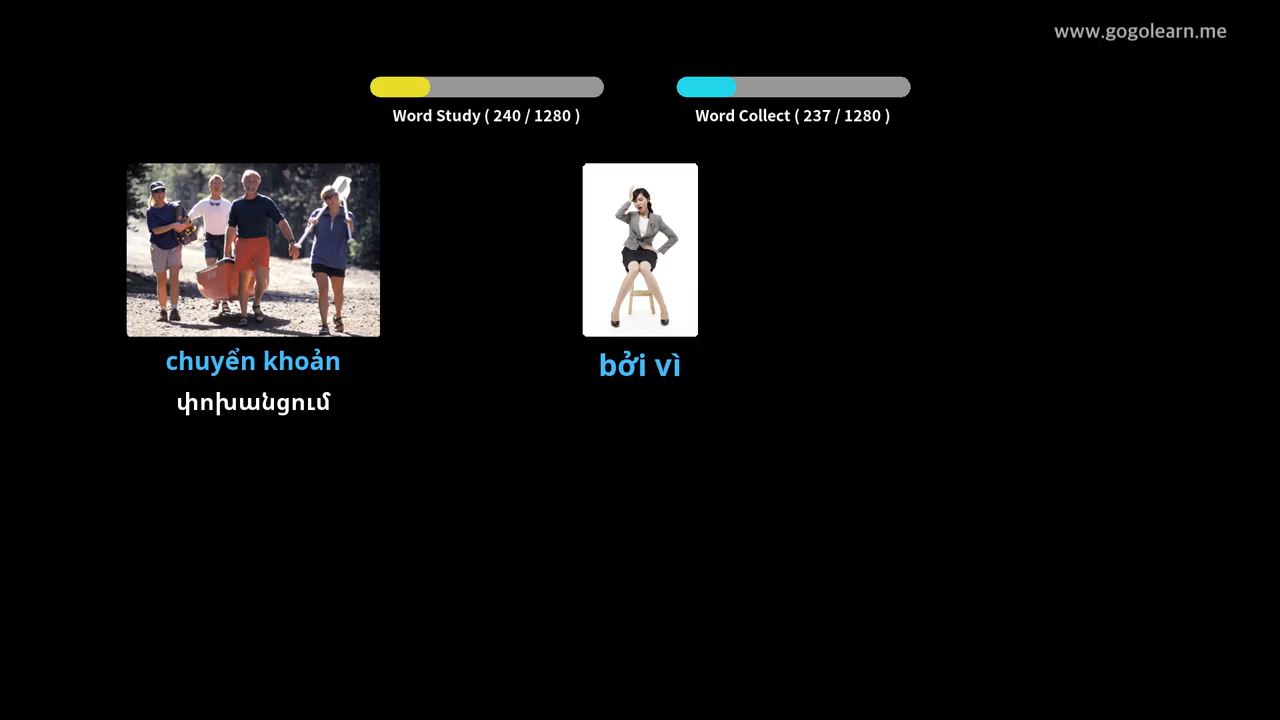 www.gogolearn.me
Word Study ( 240 / 1280 )
Word Collect ( 237 / 1280 )
chuyển khoản
փոխանցում
bởi vì